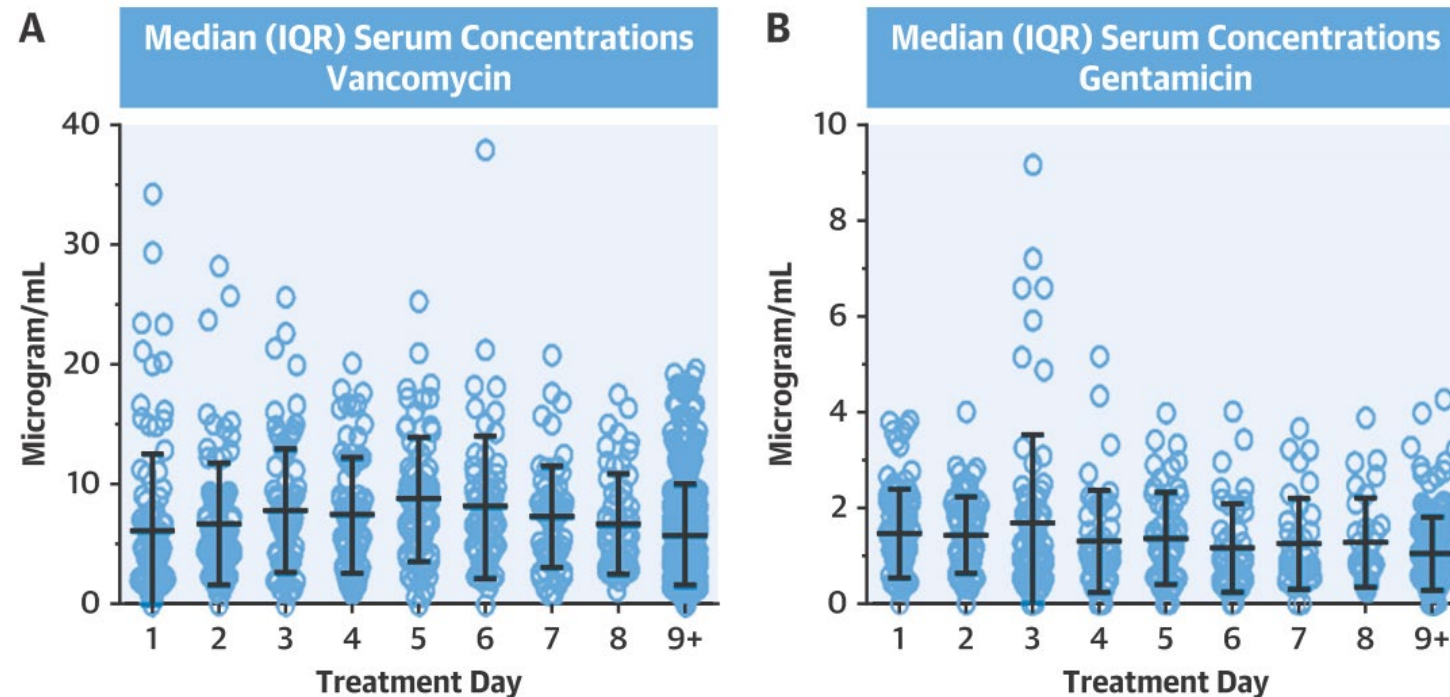 A
Median (IQR) Serum Concentrations
Vancomycin
40
30
20
10
0
Microgram/mL
1 2 3 4 5 6 7 8 9+
Treatment Day
B
Median (IQR) Serum Concentrations
Gentamicin
10
8
6
4
2
0
Microgram/mL
1 2 3 4 5 6 7 8 9+
Treatment Day